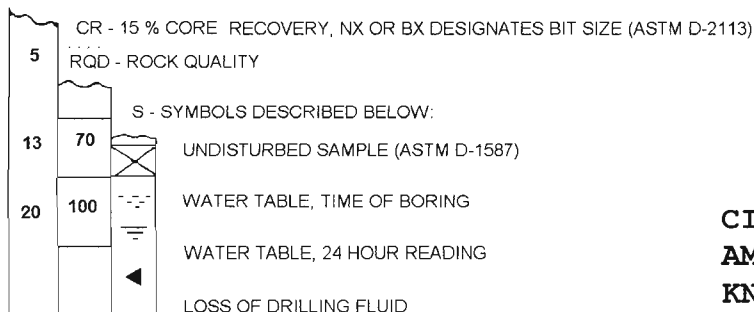 CR - 15 % CORE RECOVERY, NX OR BX DESIGNATES BIT SIZE (ASTM D-2113)
5
RQD - ROCK QUALITY
S - SYMBOLS DESCRIBED BELOW:
13 70
UNDISTURBED SAMPLE (ASTM D-1587)
20 100
WATER TABLE, TIME OF BORING
CI
WATER TABLE, 24 HOUR READING
AM
KN
LOSS OF DRILLING FLUID